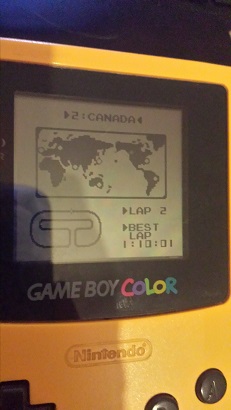 ▶2:CANADA◀
▶LAP 2
▶BEST
LAP
1:10:01
GAME BOY COLOR
Nintendo